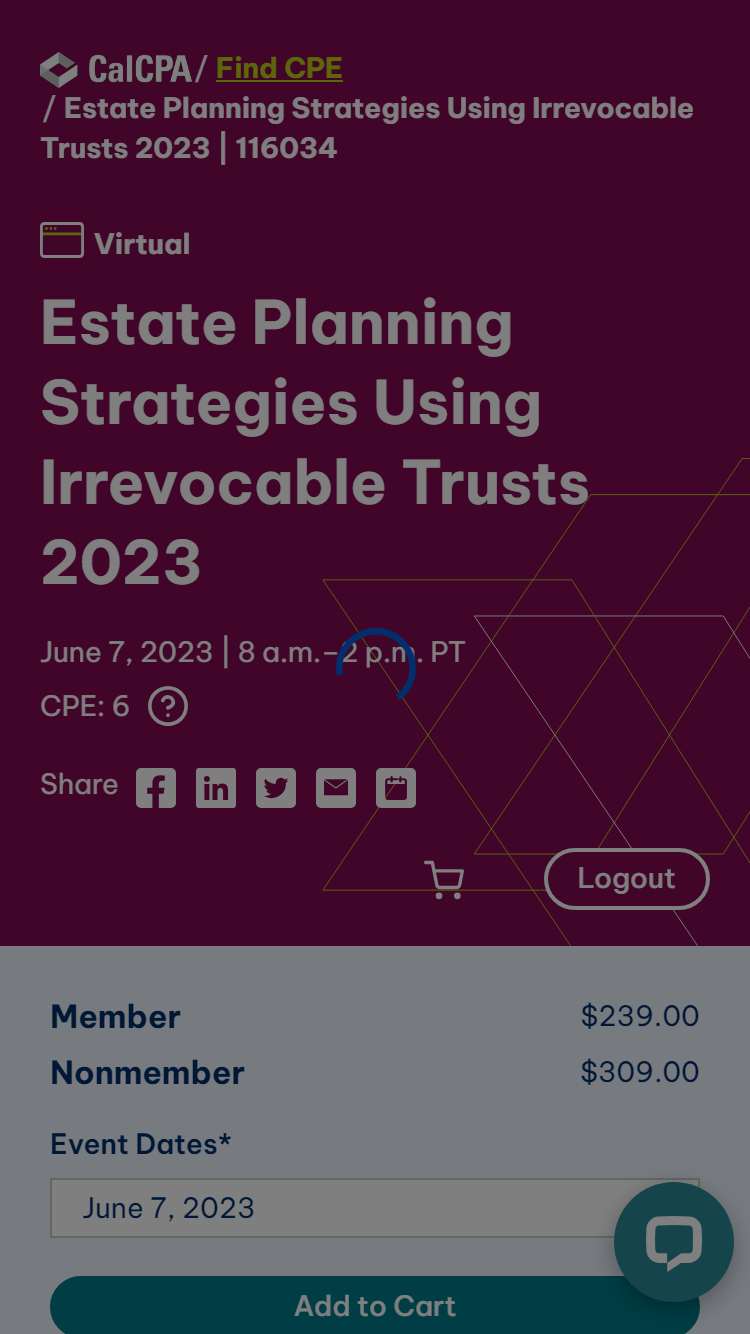 CalCPA / Find CPE
/ Estate Planning Strategies Using Irrevocable
Trusts 2023 | 116034
Virtual
Estate Planning
Strategies Using
Irrevocable Trusts
2023
June 7, 2023 | 8 a.m.–2 p.m. PT
CPE: 6 ?
Share
Logout
Member $239.00
Nonmember $309.00
Event Dates*
June 7, 2023
Add to Cart